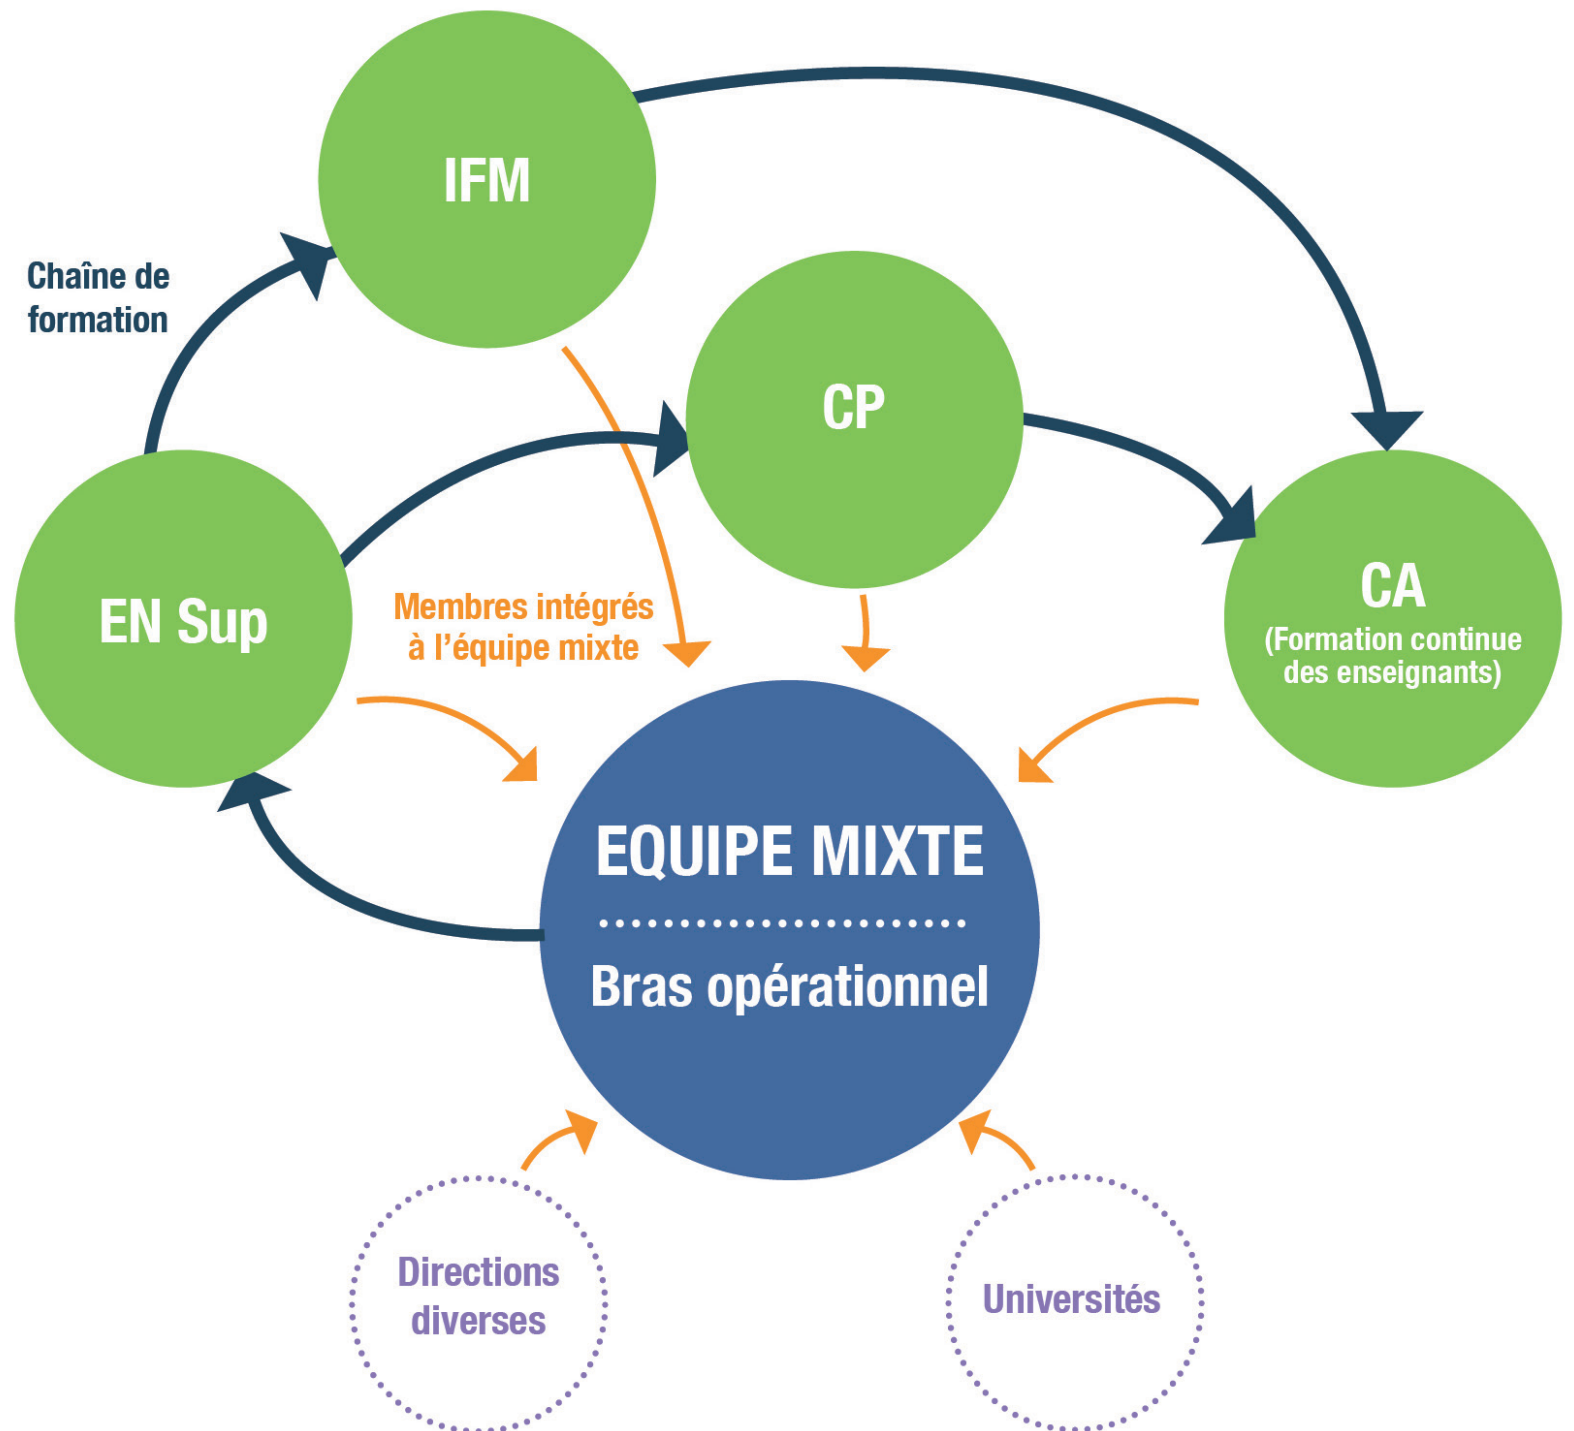 IFM
Chaîne de
formation
CP
EN Sup
CA
(Formation continue
des enseignants)
Membres intégrés
à l’équipe mixte
EQUIPE MIXTE
Bras opérationnel
Directions
diverses
Universités